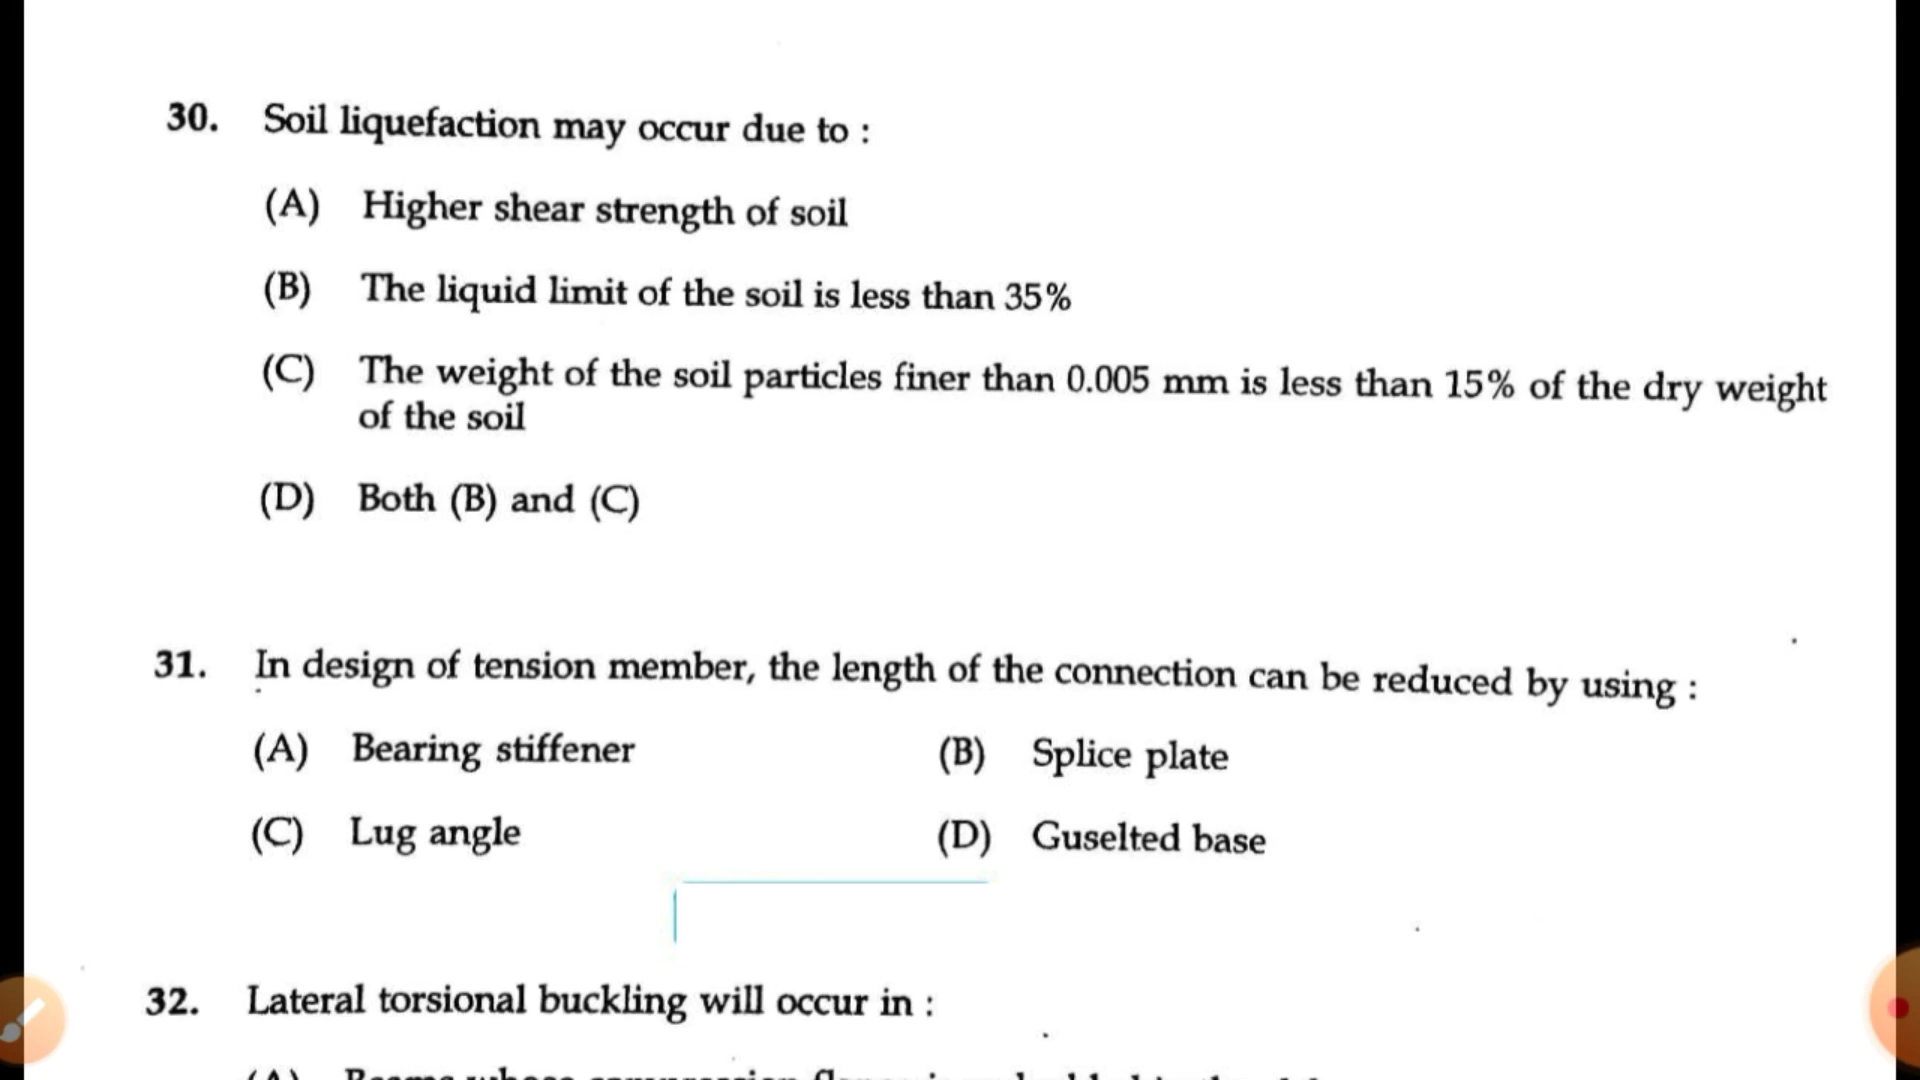 30. Soil liquefaction may occur due to :
(A) Higher shear strength of soil
(B) The liquid limit of the soil is less than 35%
(C) The weight of the soil particles finer than 0.005 mm is less than 15% of the dry weight
of the soil
(D) Both (B) and (C)
31. In design of tension member, the length of the connection can be reduced by using :
(A) Bearing stiffener (B) Splice plate
(C) Lug angle (D) Guselted base
32. Lateral torsional buckling will occur in :